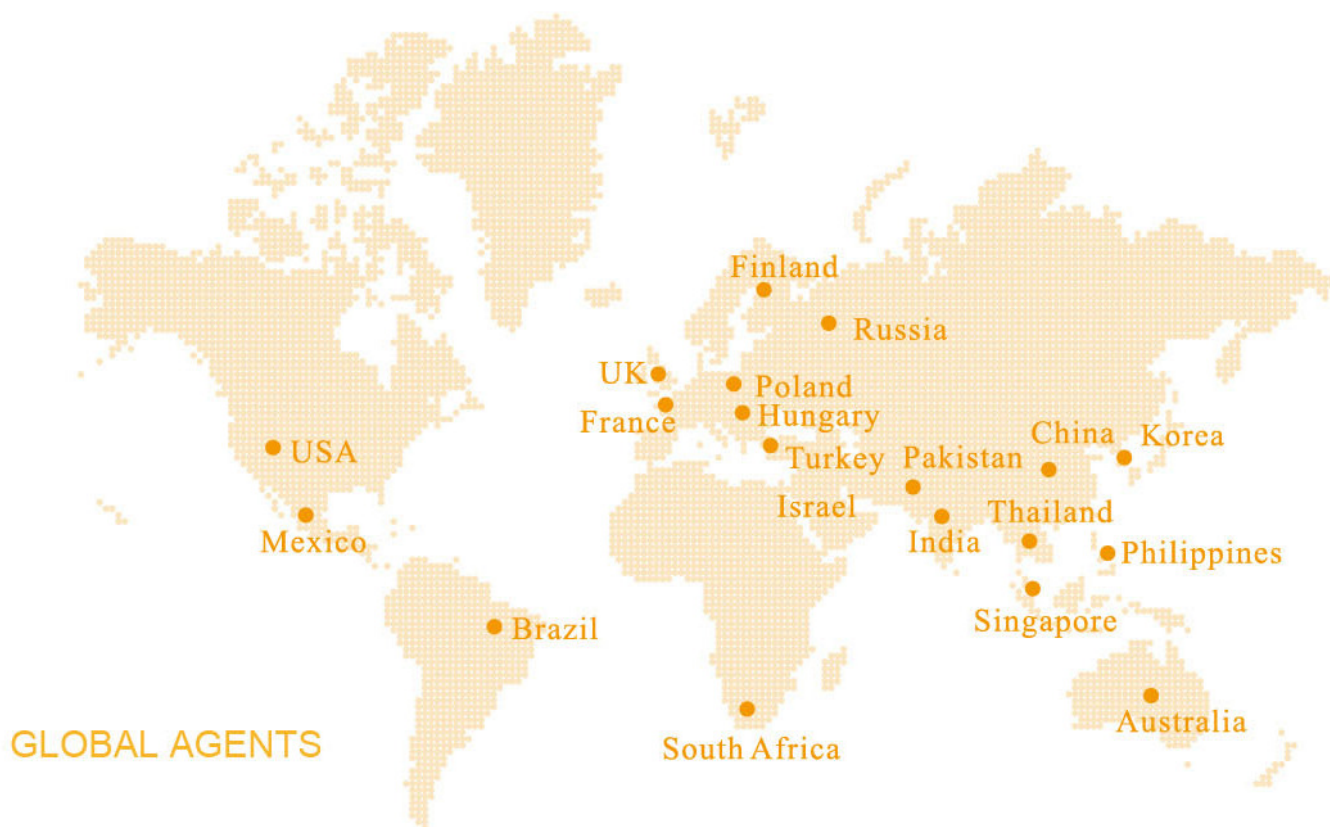 Finland
Russia
UK
Poland
France
Hungary
USA
Turkey
Pakistan
China
Korea
Israel
Mexico
India
Thailand
Philippines
Singapore
Brazil
Australia
South Africa
GLOBAL AGENTS